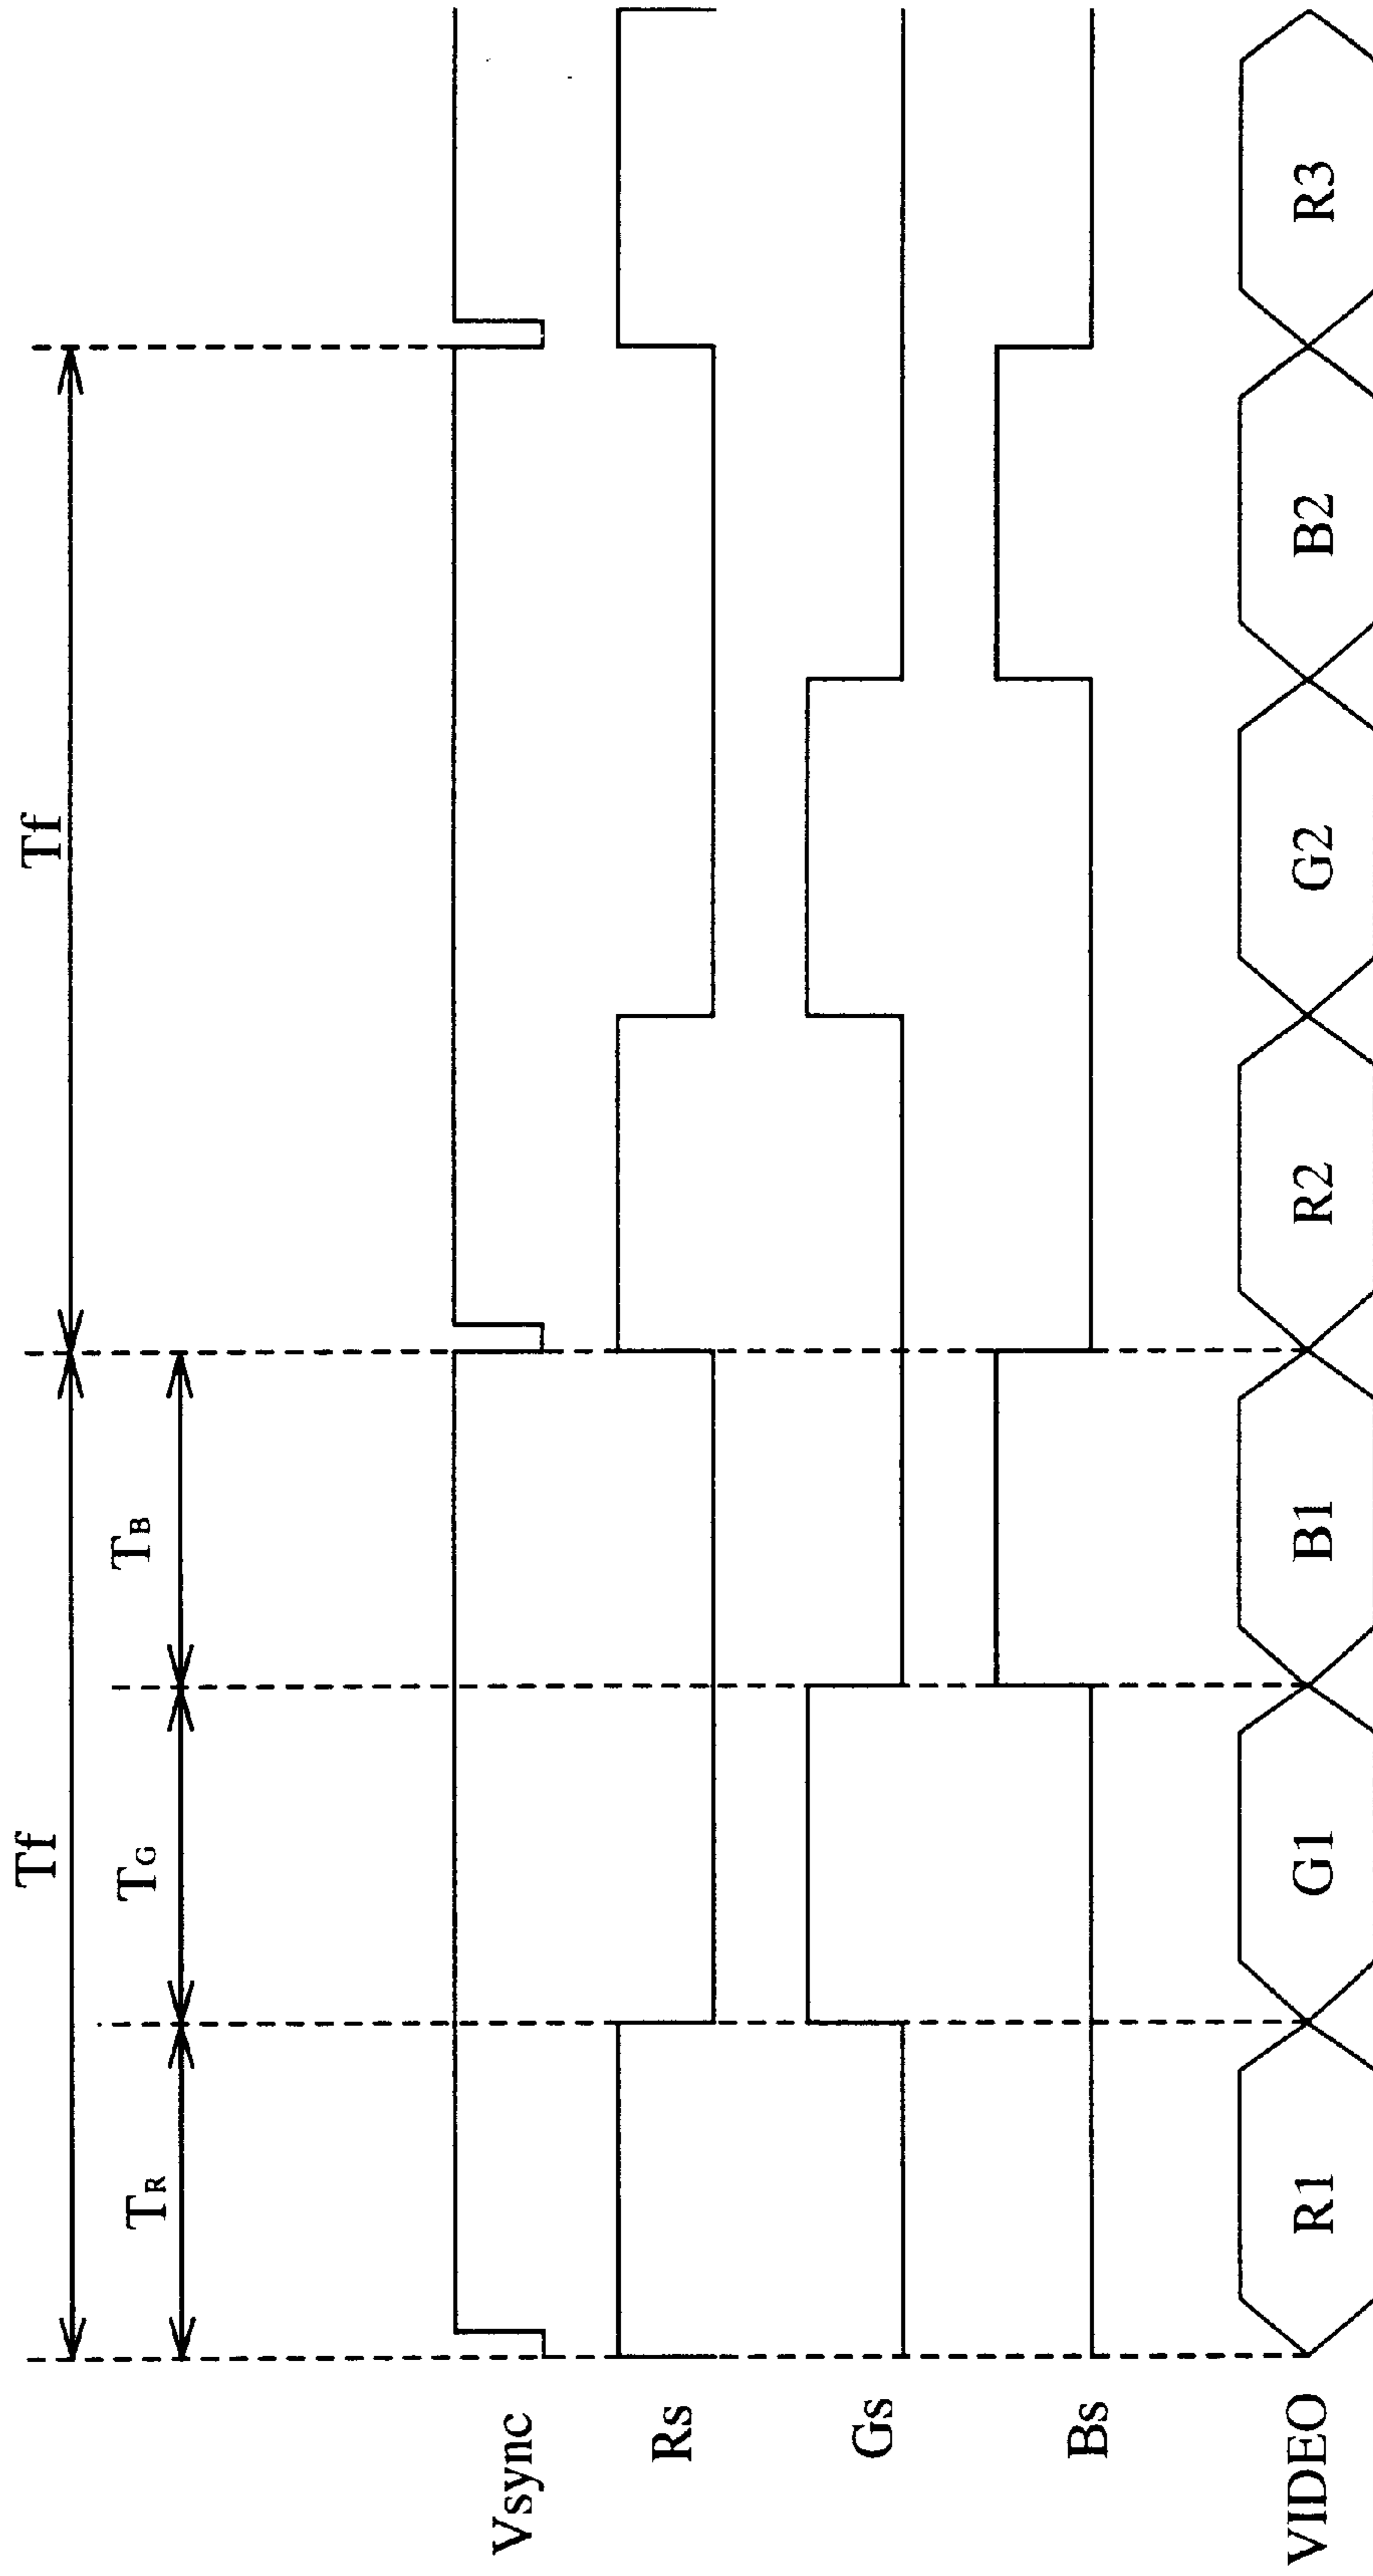 Tf Tf
TR TG TB
Vsync
Rs
Gs
Bs
VIDEO R1 G1 B1 R2 G2 B2 R3